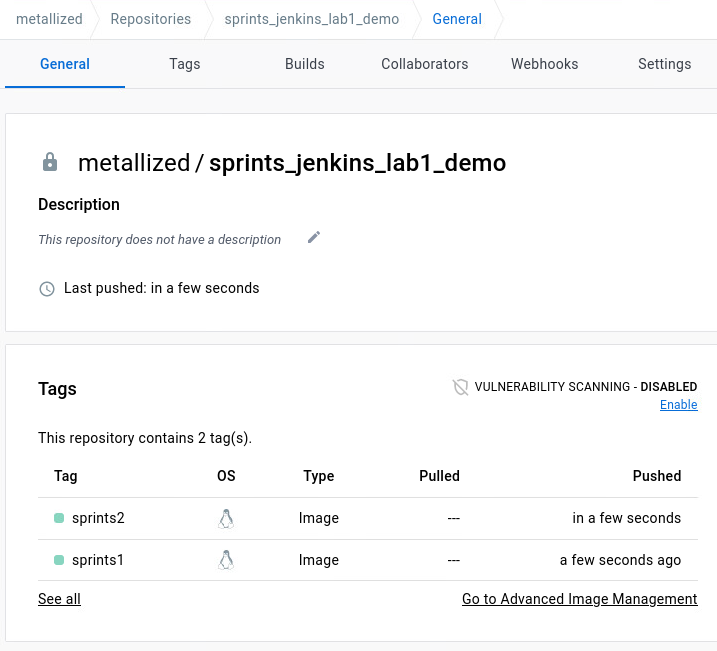 metallized Repositories sprints_jenkins_lab1_demo General
General Tags Builds Collaborators Webhooks Settings
metallized / sprints_jenkins_lab1_demo
Description
This repository does not have a description
Last pushed: in a few seconds
Tags
VULNERABILITY SCANNING - DISABLED
Enable
This repository contains 2 tag(s).
Tag OS Type Pulled Pushed
sprints2 Image --- in a few seconds
sprints1 Image --- a few seconds ago
See all Go to Advanced Image Management